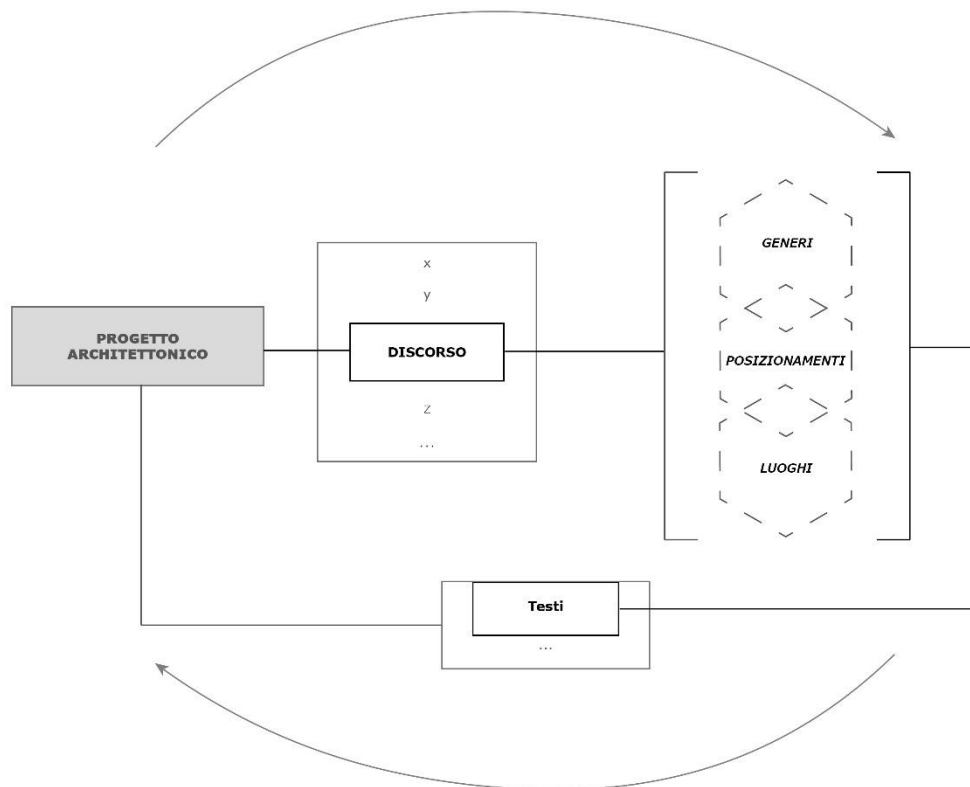 GENERI
x
y
PROGETTO
ARCHITETTONICO
DISCORSO
POSIZIONAMENTI
z
...
LUOGHI
Testi
...